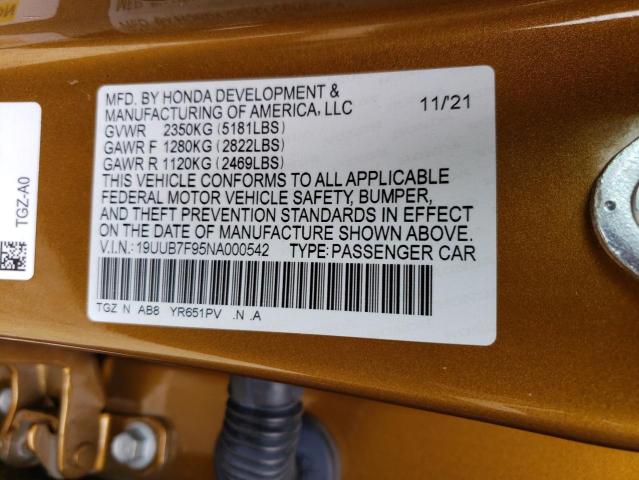 MFD. BY HONDA DEVELOPMENT &
MANUFACTURING OF AMERICA, LLC 11/'21
GVWR 2350KG (5181LBS)
GAWR F 1280KG (2822LBS)
GAWR R 1120KG (2469LBS)
THIS VEHICLE CONFORMS TO ALL APPLICABLE
FEDERAL MOTOR VEHICLE SAFETY, BUMPER,
AND THEFT PREVENTION STANDARDS IN EFFECT
ON THE DATE OF MANUFACTURE SHOWN ABOVE.
V.I.N.: 19UUB7F95NA000542 TYPE: PASSENGER CAR
TGZ N AB8 YR651PV .N .A
TGZ-A0